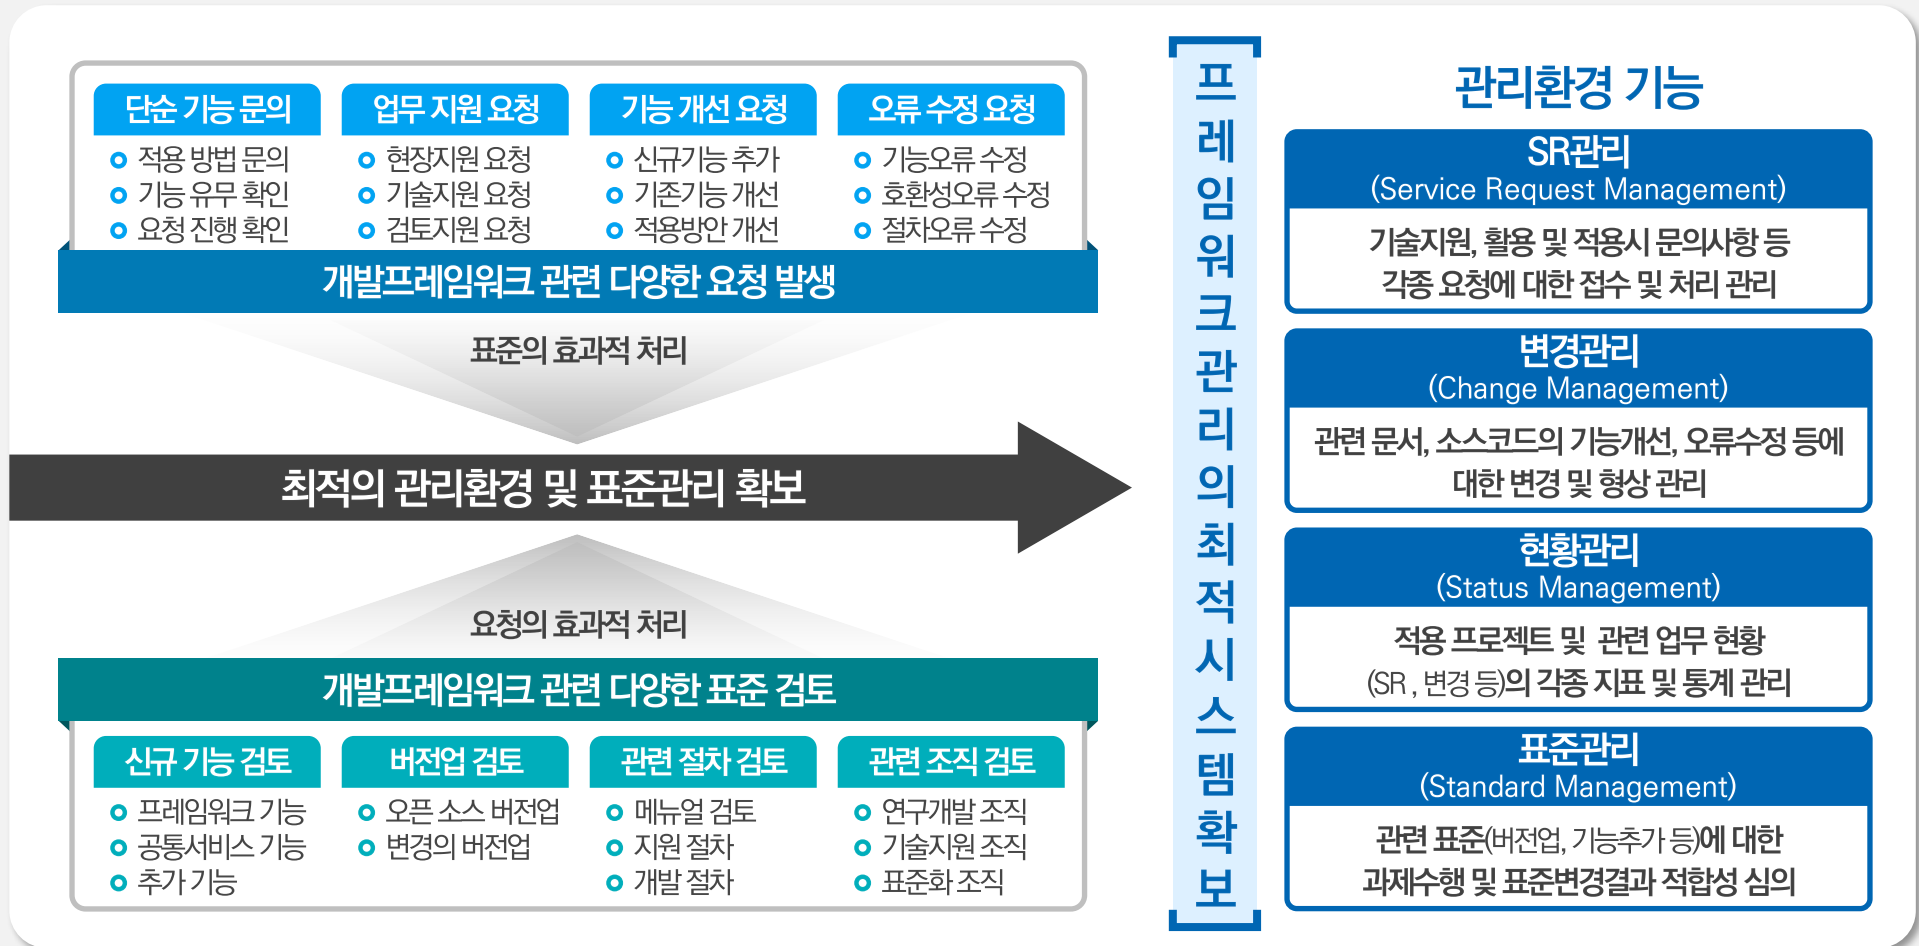 단순 기능 문의
적용 방법 문의
기능 유무 확인
요청 진행 확인
업무 지원 요청
현장지원 요청
기술지원 요청
검토지원 요청
기능 개선 요청
신규기능 추가
기존기능 개선
적용방안 개선
오류 수정 요청
기능오류 수정
호환성오류 수정
절차오류 수정
개발프레임워크 관련 다양한 요청 발생
표준의 효과적 처리
최적의 관리환경 및 표준관리 확보
요청의 효과적 처리
개발프레임워크 관련 다양한 표준 검토
신규 기능 검토
프레임워크 기능
공통서비스 기능
추가 기능
버전업 검토
오픈 소스 버전업
변경의 버전업
관련 절차 검토
메뉴얼 검토
지원 절차
개발 절차
관련 조직 검토
연구개발 조직
기술지원 조직
표준화 조직
프레임워크관리의최적시스템확보
관리환경 기능
SR관리
(Service Request Management)
기술지원, 활용 및 적용시 문의사항 등
각종 요청에 대한 접수 및 처리 관리
변경관리
(Change Management)
관련 문서, 소스코드의 기능개선, 오류수정 등에
대한 변경 및 형상 관리
현황관리
(Status Management)
적용 프로젝트 및 관련 업무 현황
(SR , 변경 등)의 각종 지표 및 통계 관리
표준관리
(Standard Management)
관련 표준(버전업, 기능추가 등)에 대한
과제수행 및 표준변경결과 적합성 심의